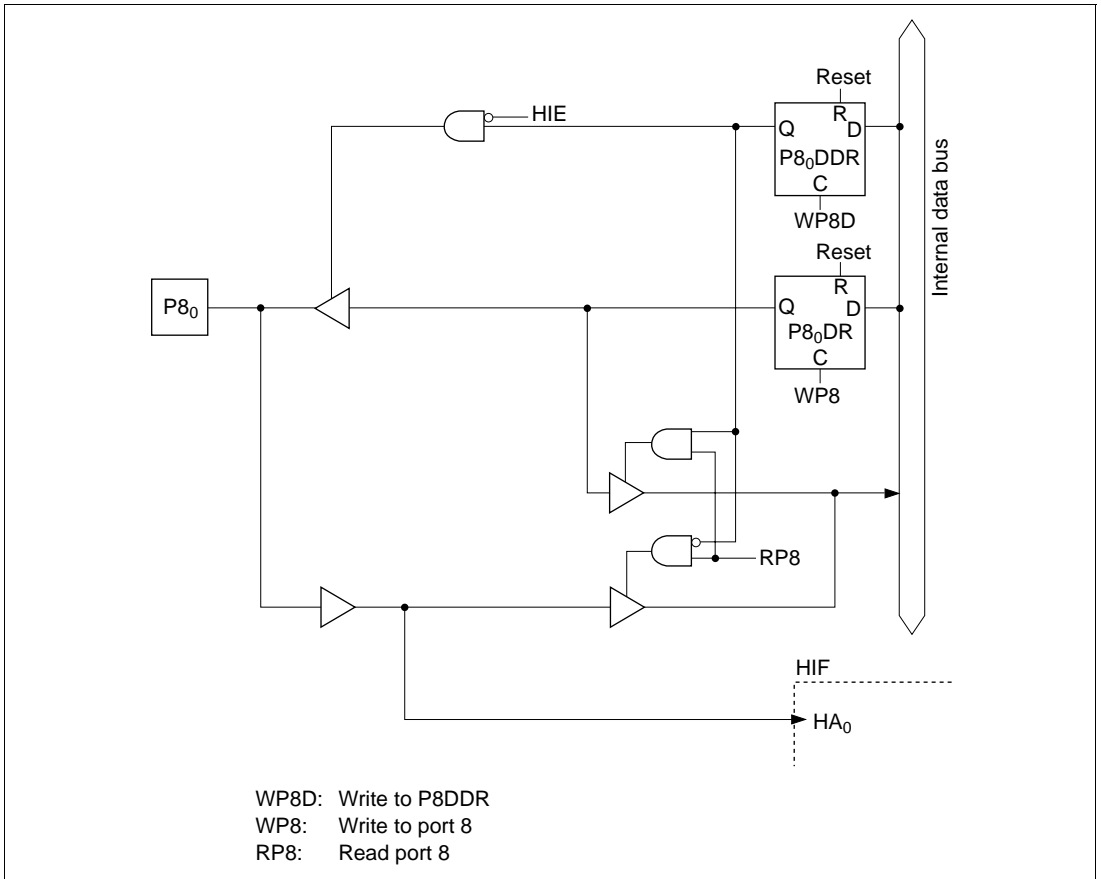 Reset
HIE
R
Q
D
P8₀DDR
C
WP8D
Internal data bus
Reset
R
P8₀
Q
D
P8₀DR
C
WP8
RP8
HIF
HA₀
WP8D: Write to P8DDR
WP8: Write to port 8
RP8: Read port 8